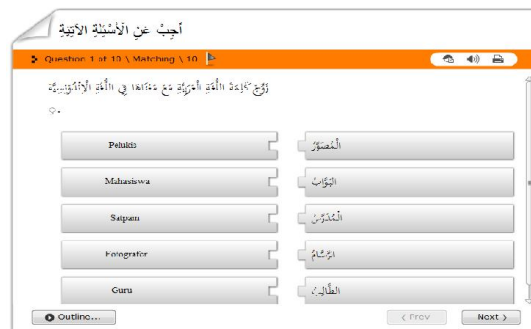 أَجِبْ عَنِ الْأَسْئِلَةِ الْآتِيَةِ
Question 1 of 10 \ Matching \ 10
زَوِّجْ كَلِمَةَ اللُّغَةِ الْعَرَبِيَّةِ مَعَ مَعْنَاهَا فِي اللُّغَةِ الْإِنْدُونِيسِيَّة
Pelukis
الْمُصَوِّرُ
Mahasiswa
البَوَّابُ
Satpam
الْمُدَرِّسُ
Fotografer
الرَّسَّامُ
Guru
الطَّالِبُ
Outline...
< Prev
Next >